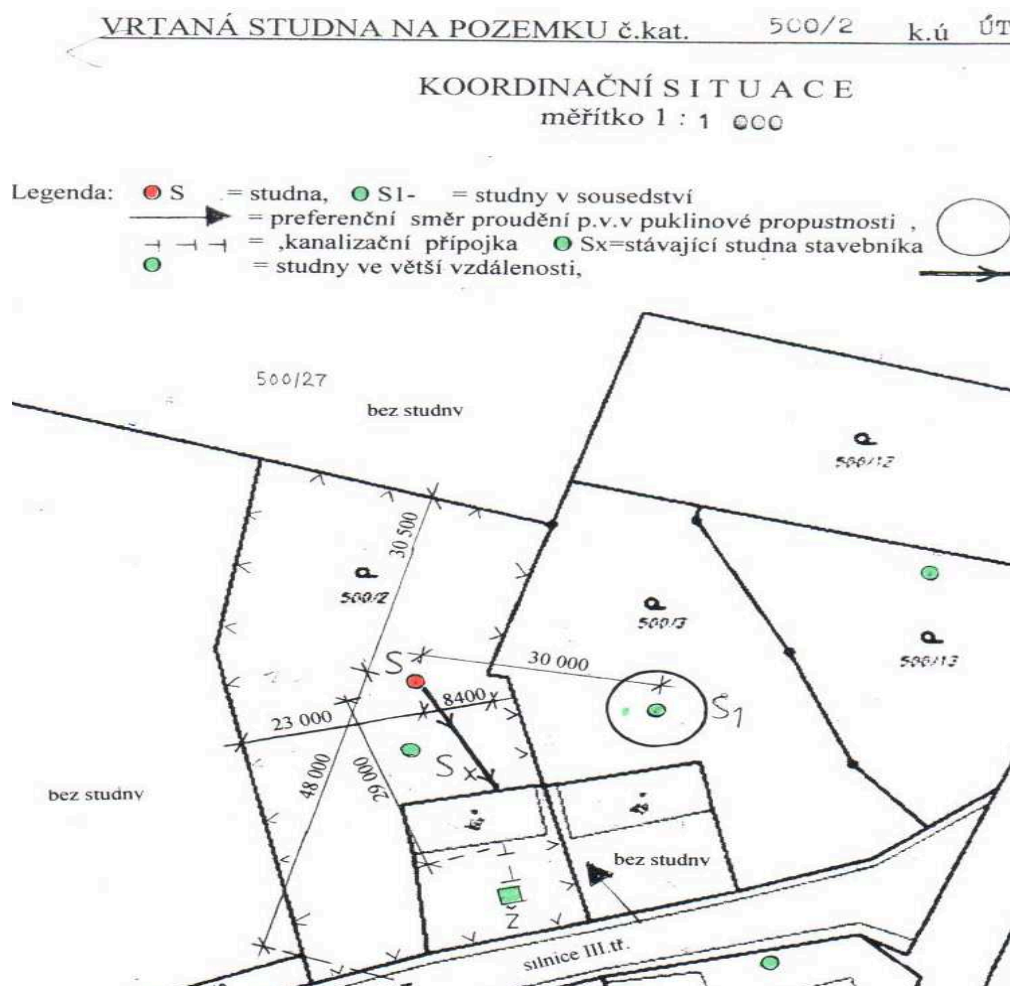 VRTANÁ STUDNA NA POZEMKU č.kat. 500/2 k.ú ÚT
KOORDINAČNÍ S I T U A C E
měřítko 1 : 1 000
Legenda: S = studna, S1- = studny v sousedství
= preferenční směr proudění p.v.v puklinové propustnosti ,
= ,kanalizační přípojka Sx=stávající studna stavebníka
= studny ve větší vzdálenosti,
500/27
bez studny
500/12
30 500
500/2
500/3
500/13
S
30 000
8400
S1
23 000
S x
48 000
29 000
bez studny
bez studny
Ž
silnice III.tř.